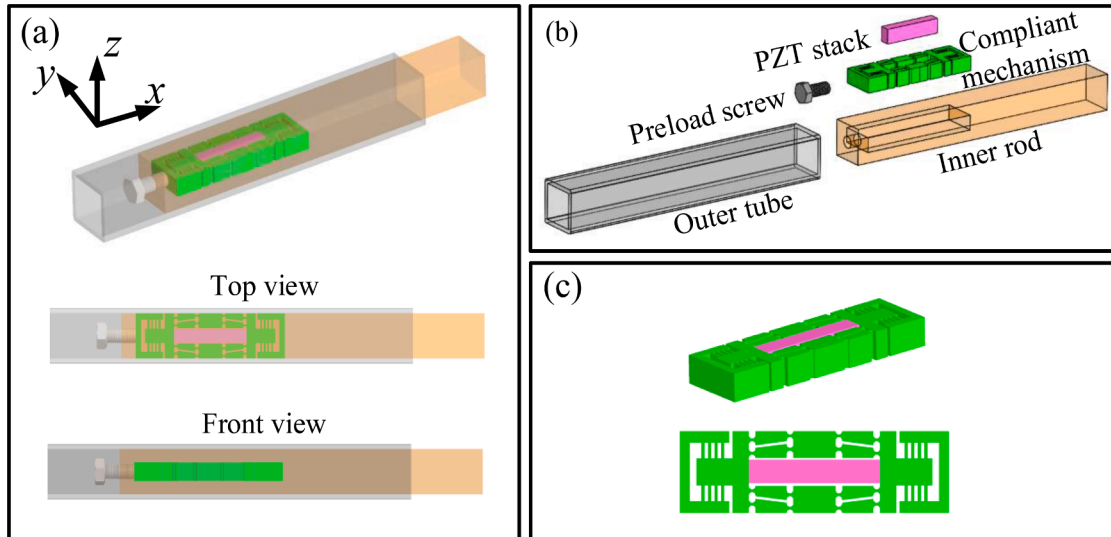 (a)
z
y
x
Top view
Front view
(b)
PZT stack
Compliant
mechanism
Preload screw
Inner rod
Outer tube
(c)